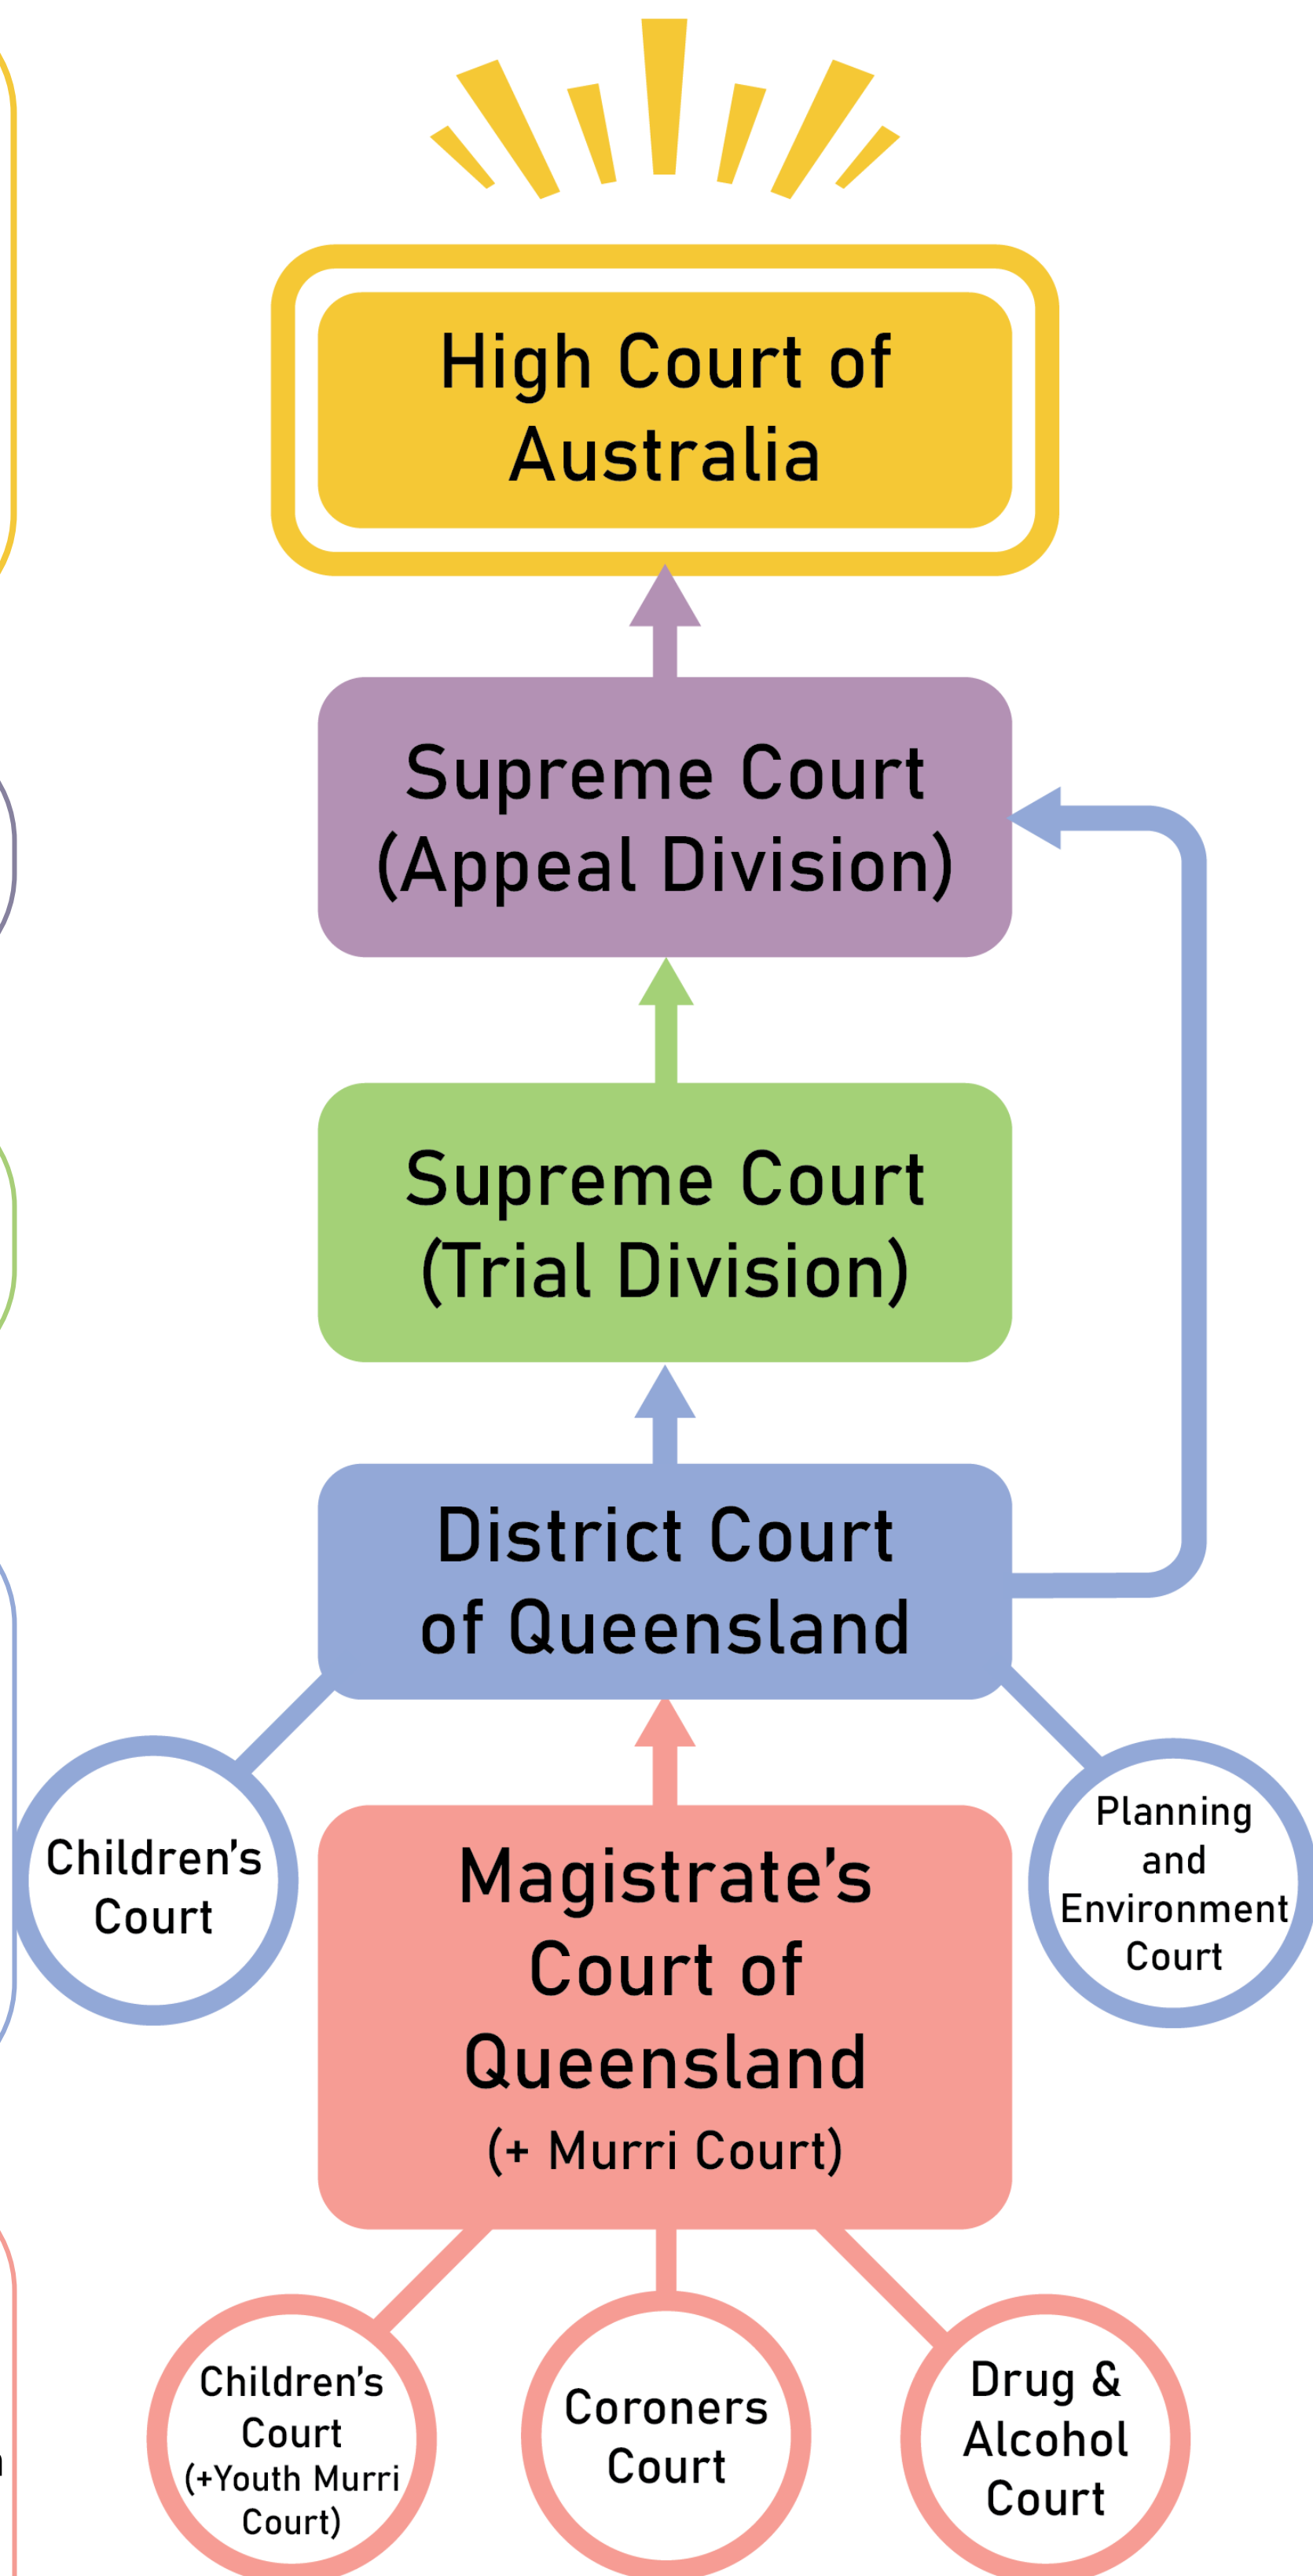 High Court of
Australia
Supreme Court
(Appeal Division)
Supreme Court
(Trial Division)
District Court
of Queensland
Children's
Court
Planning
and
Environment
Court
Magistrate's
Court of
Queensland
(+ Murri Court)
Children's
Court
(+Youth Murri
Court)
Coroners
Court
Drug &
Alcohol
Court